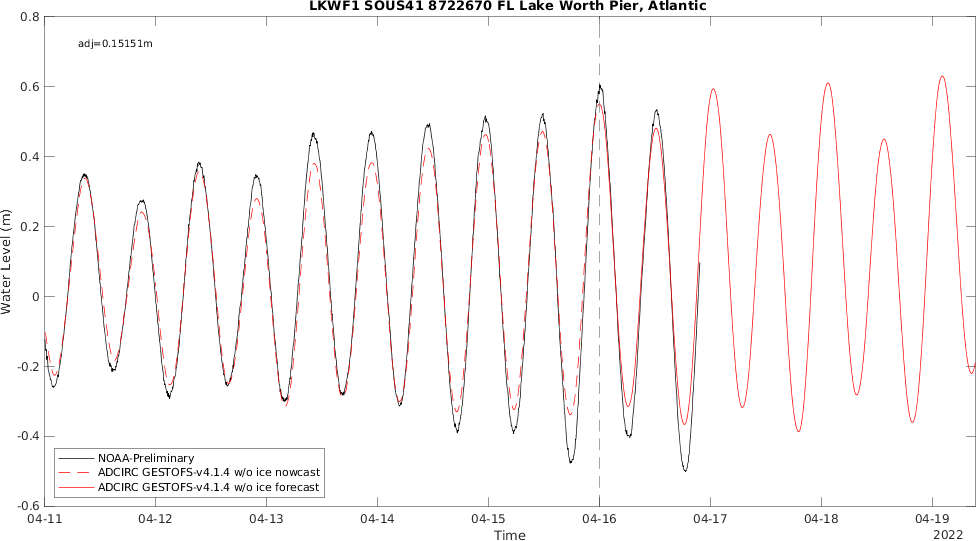 LKWF1 SOUS41 8722670 FL Lake Worth Pier, Atlantic
adj=0.15151m
0.8
0.6
0.4
0.2
0
-0.2
-0.4
-0.6
Water Level (m)
NOAA-Preliminary
ADCIRC GESTOFS-v4.1.4 w/o ice nowcast
ADCIRC GESTOFS-v4.1.4 w/o ice forecast
04-11 04-12 04-13 04-14 04-15 04-16 04-17 04-18 04-19
Time
2022